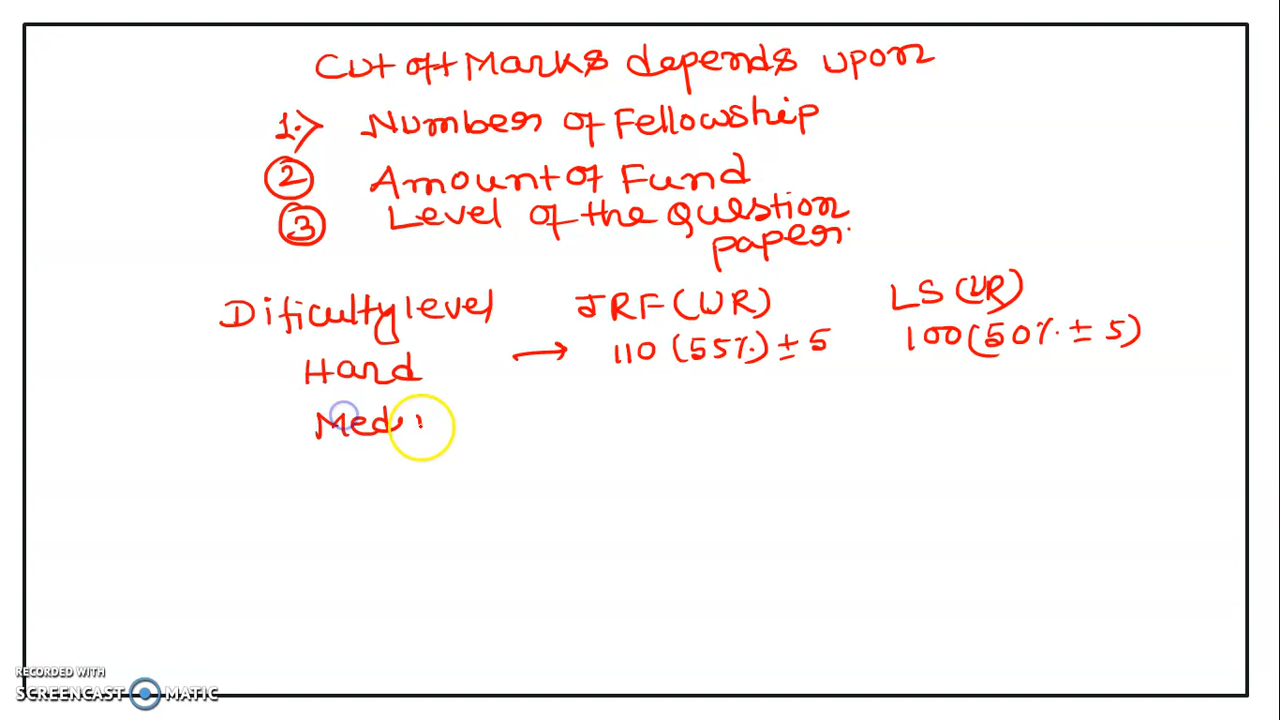 Cut off Marks depends upon
1.> Number of Fellowship
2 Amount of Fund
3 Level of the Question
paper.
Dificulty level JRF (UR) LS (UR)
Hard → 110 (55%) ± 5 100 (50% ± 5)
Medi
RECORDED WITH
SCREENCAST MATIC